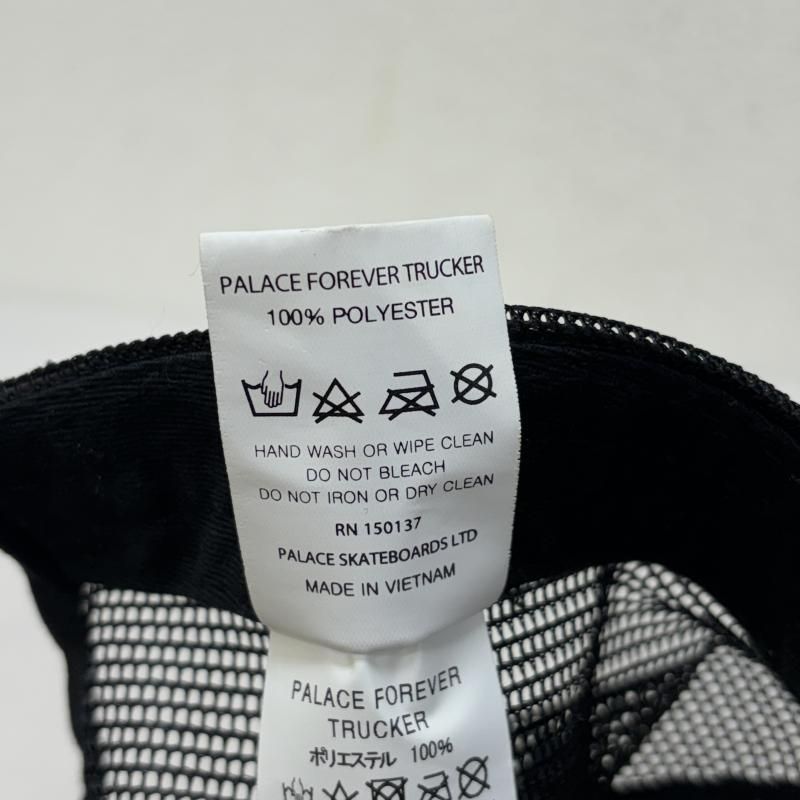 PALACE FOREVER TRUCKER
100% POLYESTER
HAND WASH OR WIPE CLEAN
DO NOT BLEACH
DO NOT IRON OR DRY CLEAN
RN 150137
PALACE SKATEBOARDS LTD
MADE IN VIETNAM
PALACE FOREVER
TRUCKER
ポリエステル 100%